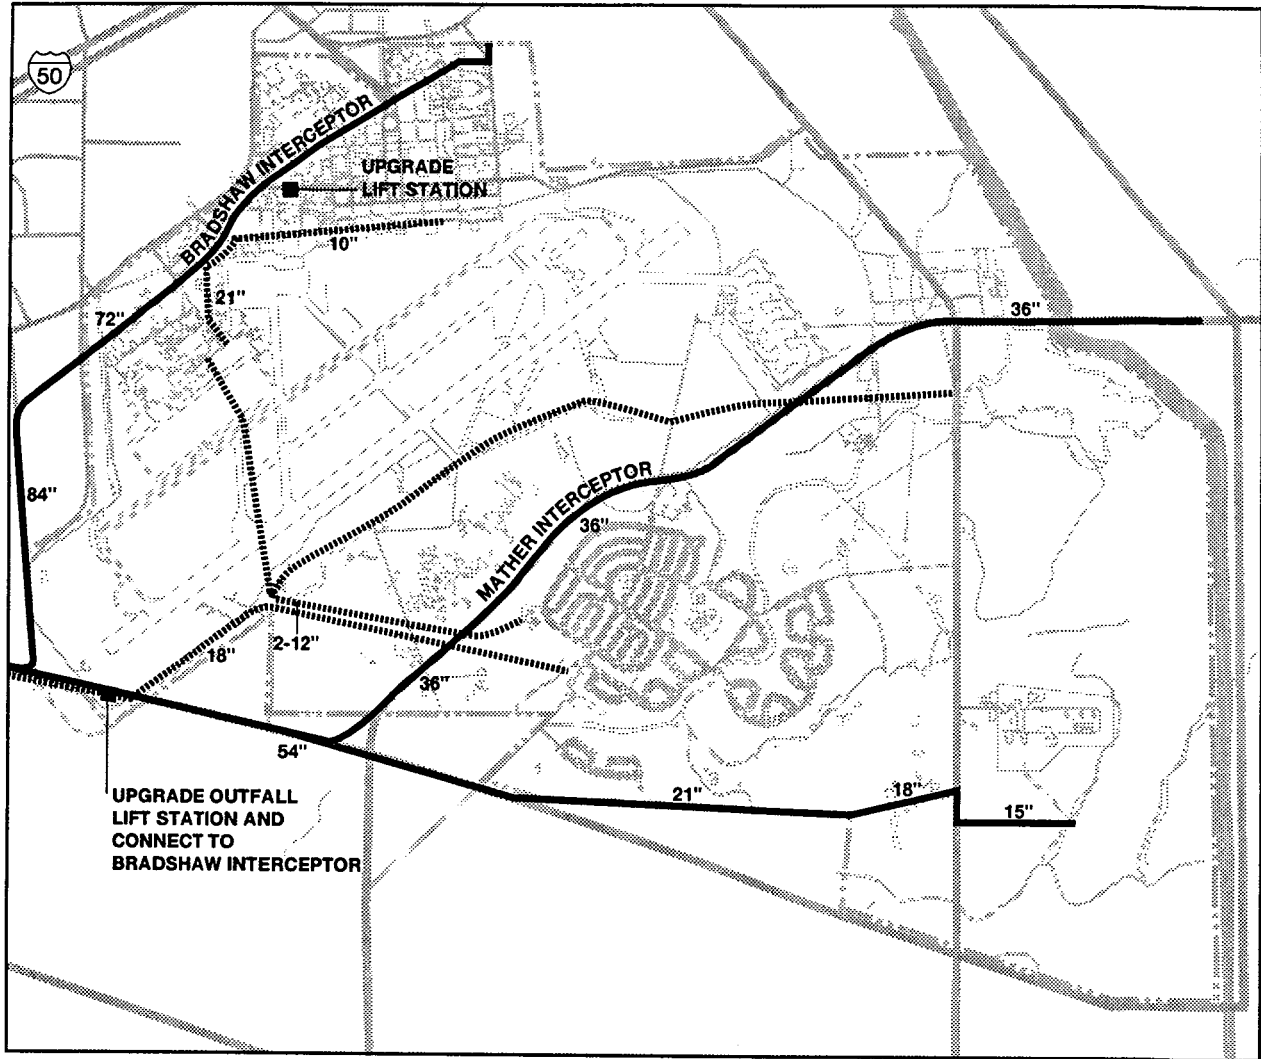 50
BRADSHAW INTERCEPTOR
UPGRADE
LIFT STATION
10"
21"
72"
36"
84"
MATHER INTERCEPTOR
36"
2-12"
18"
36"
54"
21"
18"
15"
UPGRADE OUTFALL
LIFT STATION AND
CONNECT TO
BRADSHAW INTERCEPTOR